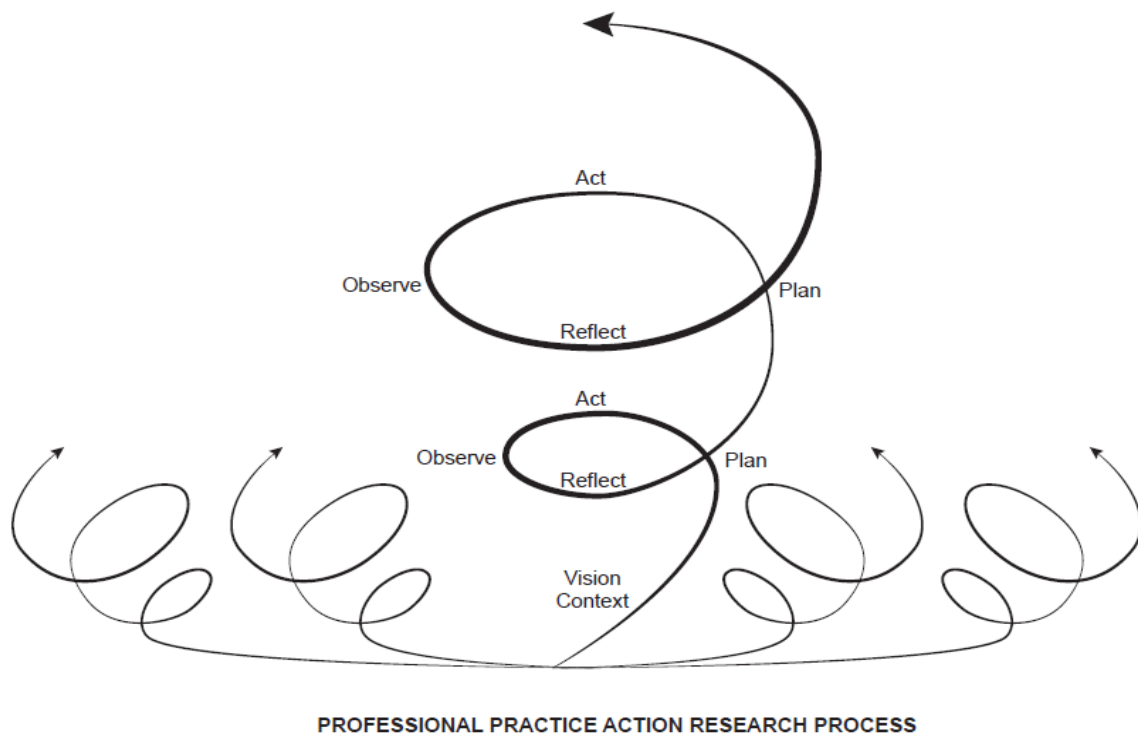 Act
Observe
Plan
Reflect
Act
Observe
Plan
Reflect
Vision
Context
PROFESSIONAL PRACTICE ACTION RESEARCH PROCESS